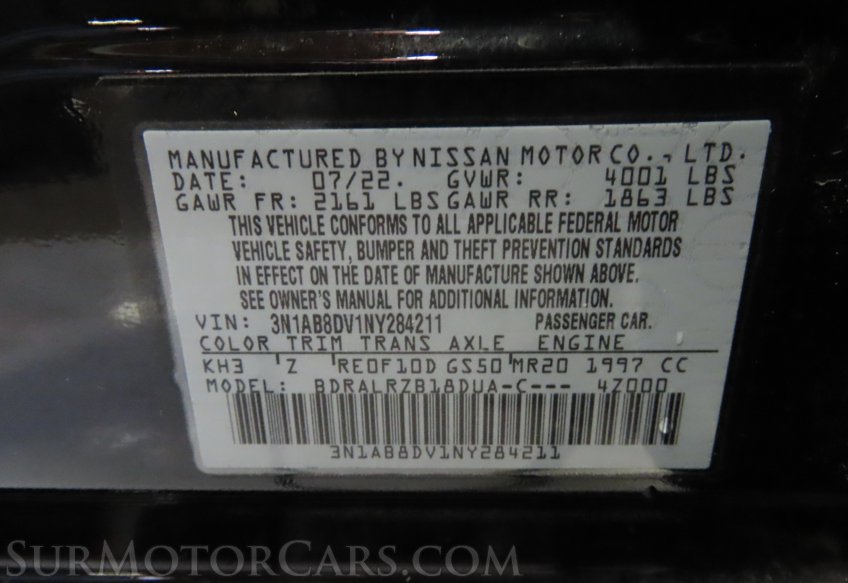 MANUFACTURED BY NISSAN MOTOR CO., LTD.
DATE: 07/22. GVWR: 4001 LBS
GAWR FR: 2161 LBS GAWR RR: 1863 LBS
THIS VEHICLE CONFORMS TO ALL APPLICABLE FEDERAL MOTOR
VEHICLE SAFETY, BUMPER AND THEFT PREVENTION STANDARDS
IN EFFECT ON THE DATE OF MANUFACTURE SHOWN ABOVE.
SEE OWNER'S MANUAL FOR ADDITIONAL INFORMATION.
VIN: 3N1AB8DV1NY284211 PASSENGER CAR.
COLOR TRIM TRANS AXLE ENGINE
KH3 Z RE0F10D GS50 MR20 1997 CC
MODEL: BDRALRZB18DUA-C--- 4Z000
3N1AB8DV1NY284211
SURMOTORCARS.COM